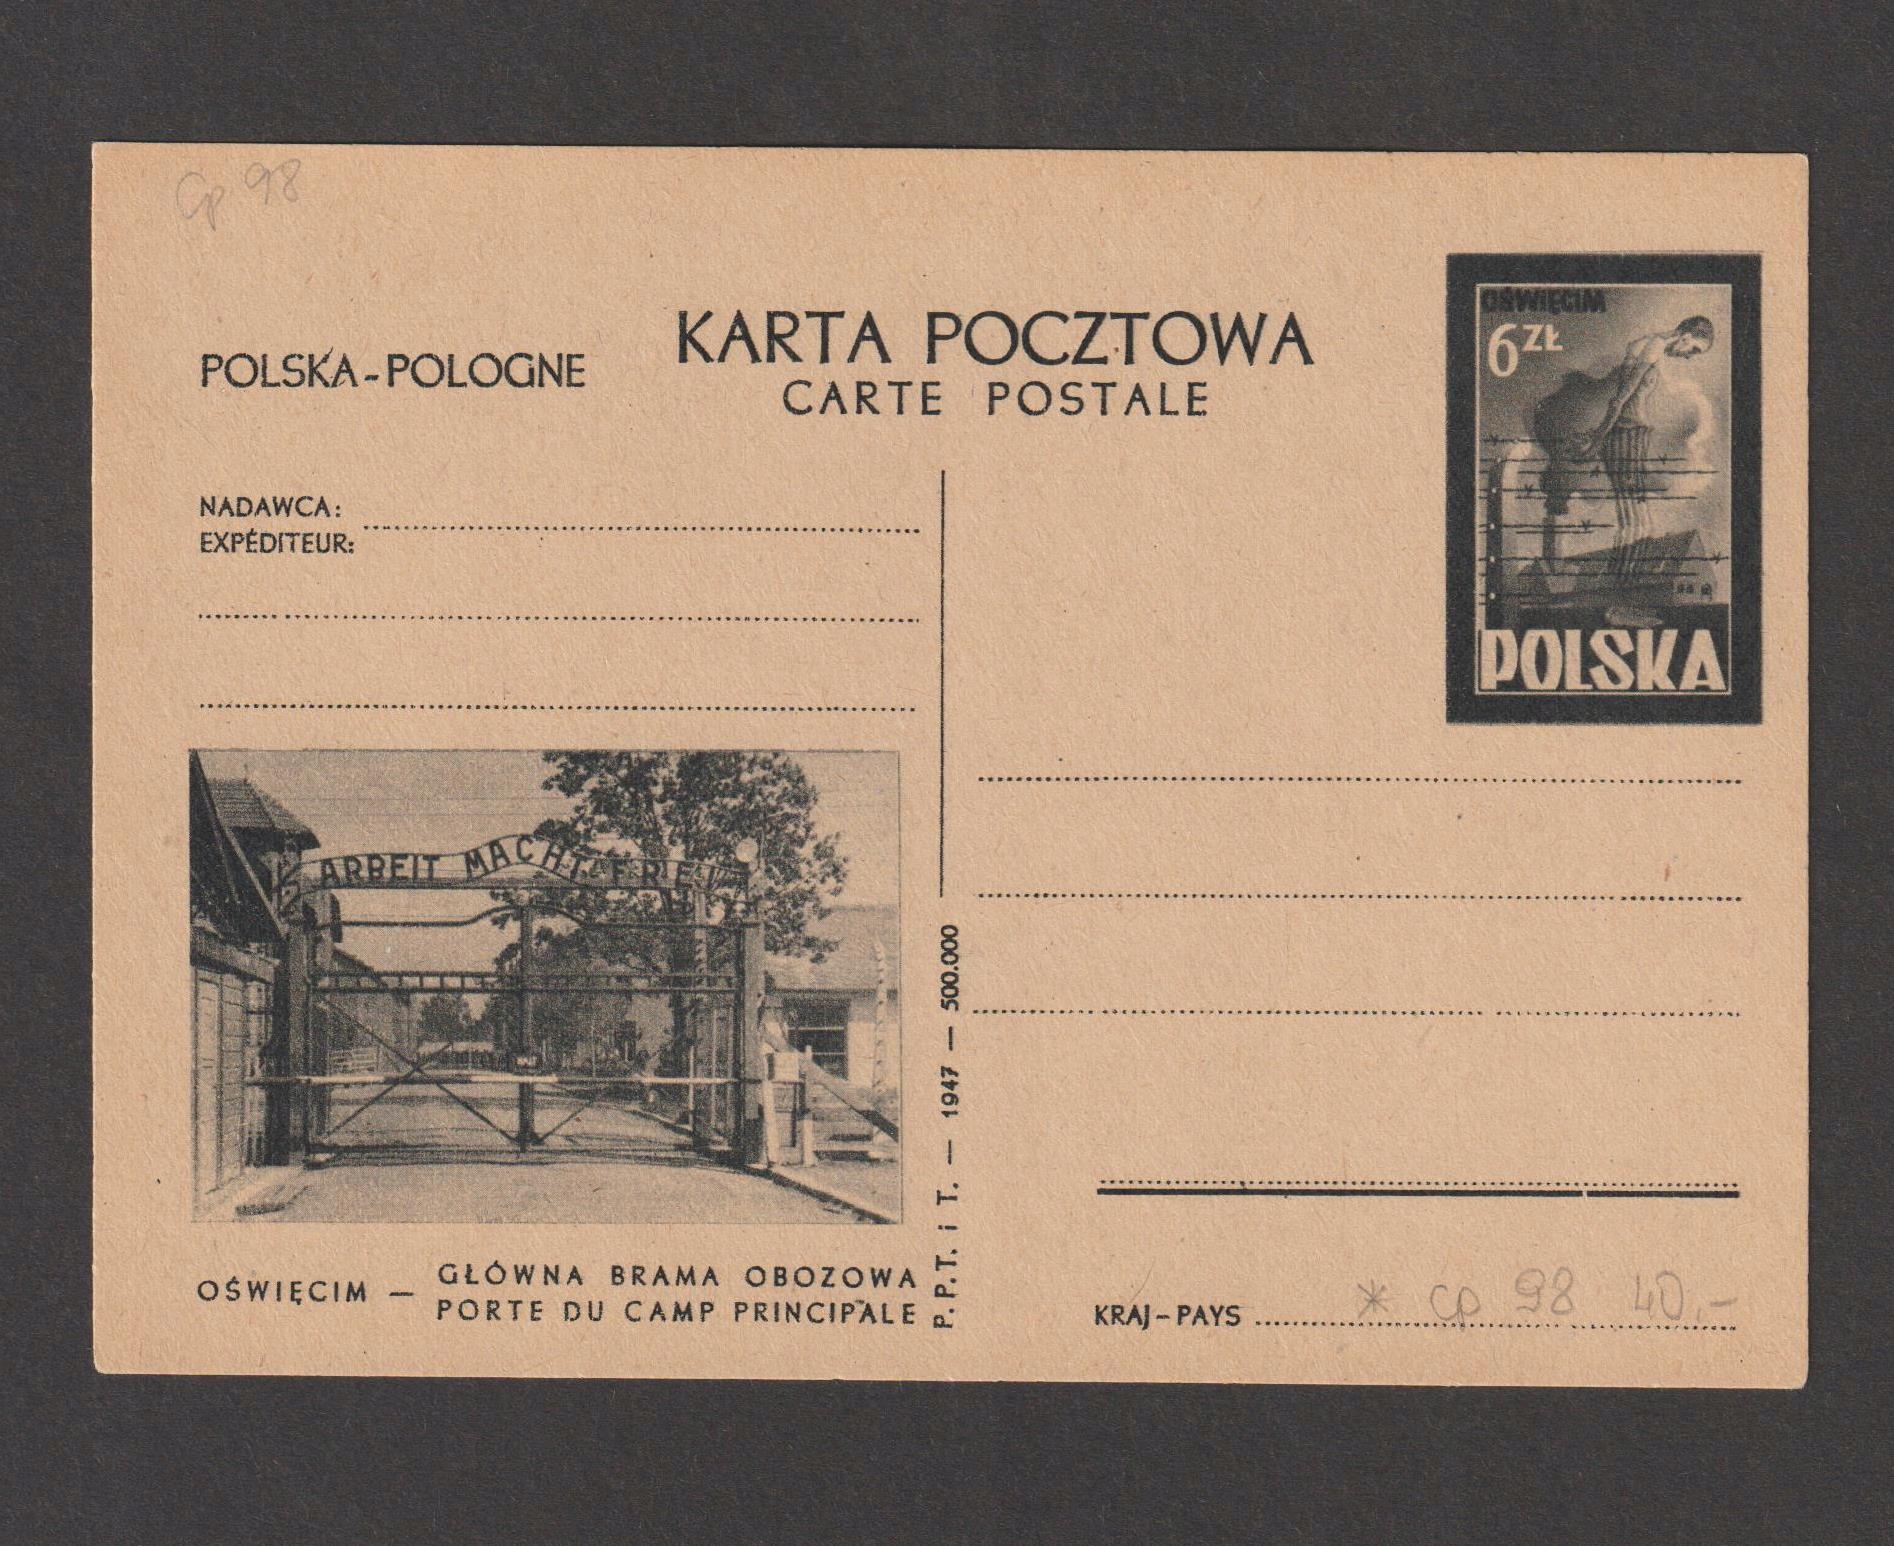 Cp 98
POLSKA-POLOGNE
KARTA POCZTOWA
CARTE POSTALE
OŚWIĘCIM
6 ZŁ
POLSKA
NADAWCA:
EXPÉDITEUR:
ARBEIT MACHT FREI
OŚWIĘCIM — GŁÓWNA BRAMA OBOZOWA
PORTE DU CAMP PRINCIPALE
P.P.T. i T. — 1947 — 500.000
KRAJ-PAYS
* cp 98 40,-